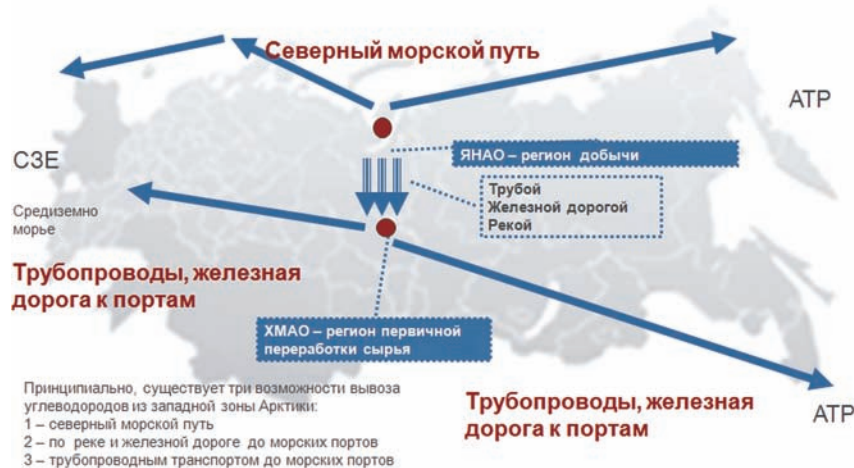 Северный морской путь
АТР
СЗЕ
ЯНАО – регион добычи
Трубой
Железной дорогой
Рекой
Средиземно
морье
Трубопроводы, железная
дорога к портам
ХМАО – регион первичной
переработки сырья
Принципиально, существует три возможности вывоза
углеводородов из западной зоны Арктики:
1 – северный морской путь
2 – по реке и железной дороге до морских портов
3 – трубопроводным транспортом до морских портов
Трубопроводы, железная
дорога к портам
АТР